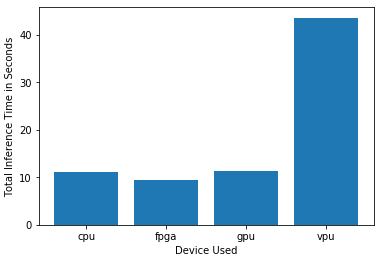 Total Inference Time in Seconds
40
30
20
10
0
cpu fpga gpu vpu
Device Used